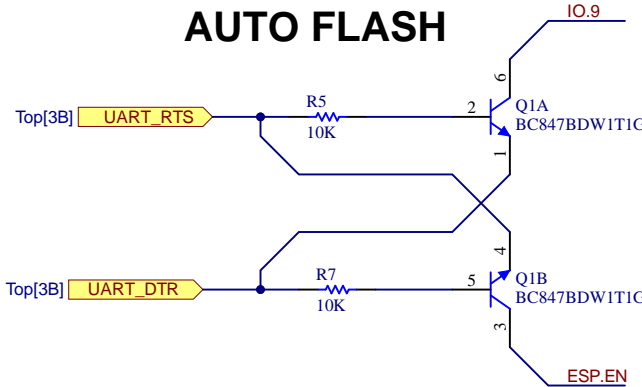 AUTO FLASH
IO.9
6
R5
Q1A
Top[3B]
UART_RTS
2
10K
BC847BDW1T1G
1
4
R7
Q1B
Top[3B]
UART_DTR
5
10K
BC847BDW1T1G
3
ESP.EN